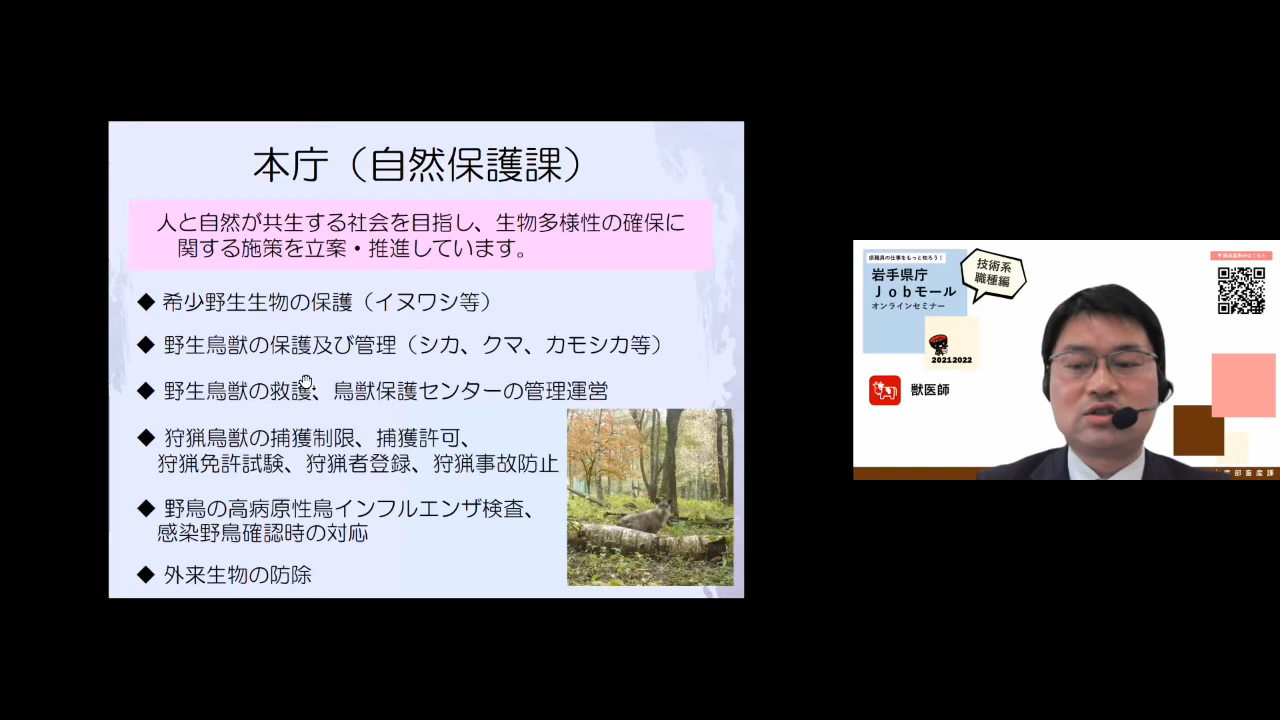 本庁（自然保護課）
人と自然が共生する社会を目指し、生物多様性の確保に
関する施策を立案・推進しています。
◆ 希少野生生物の保護（イヌワシ等）
◆ 野生鳥獣の保護及び管理（シカ、クマ、カモシカ等）
◆ 野生鳥獣の救護、鳥獣保護センターの管理運営
◆ 狩猟鳥獣の捕獲制限、捕獲許可、
狩猟免許試験、狩猟者登録、狩猟事故防止
◆ 野鳥の高病原性鳥インフルエンザ検査、
感染野鳥確認時の対応
◆ 外来生物の防除
県職員の仕事をもっと知ろう！
岩手県庁
Ｊｏｂモール
オンラインセミナー
技術系
職種編
20212022
獣医師
部畜産課